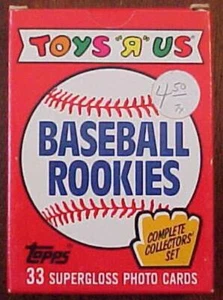 TOYS "R" US
4.50
BASEBALL
ROOKIES
COMPLETE
COLLECTORS'
SET
Topps
33 SUPERGLOSS PHOTO CARDS